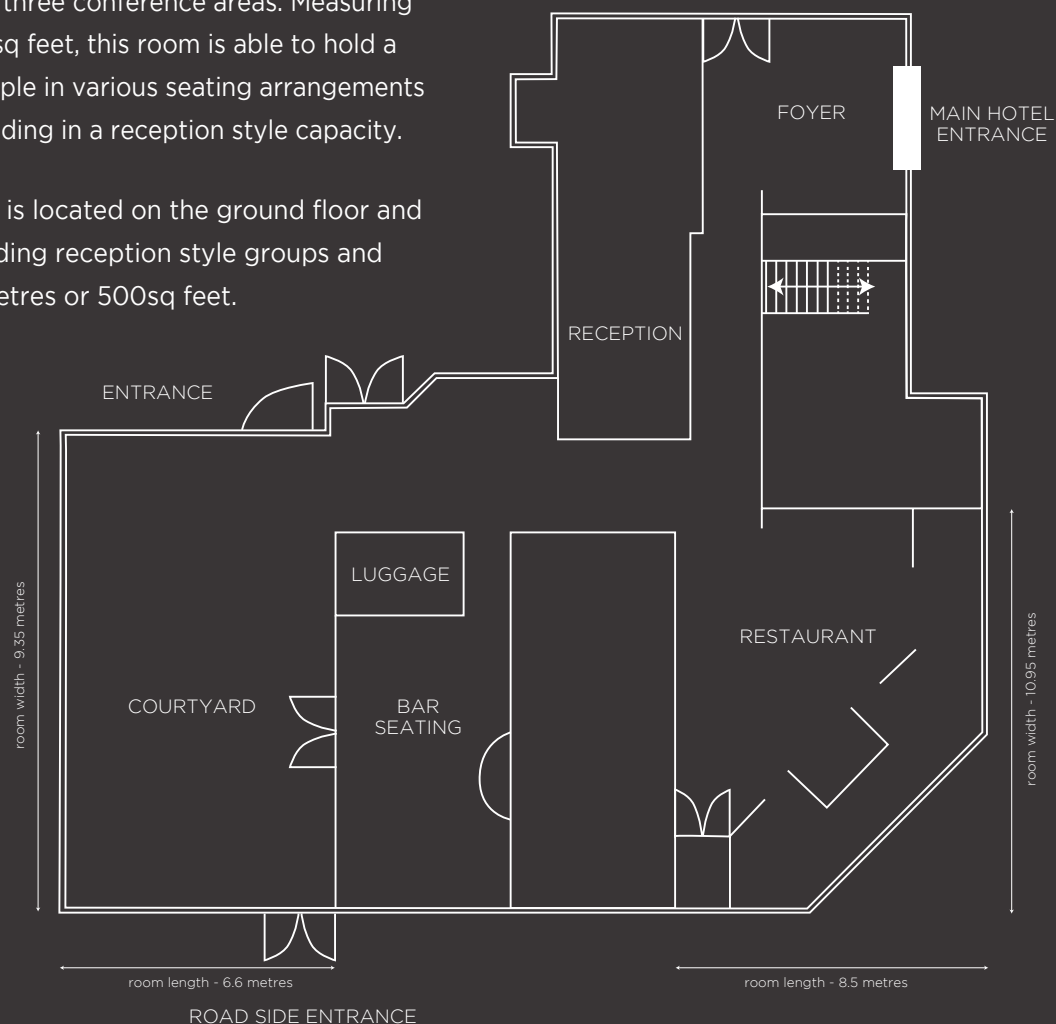 three conference areas. Measuring
sq feet, this room is able to hold a
ple in various seating arrangements
ding in a reception style capacity.
is located on the ground floor and
ding reception style groups and
etres or 500sq feet.
FOYER
MAIN HOTEL
ENTRANCE
RECEPTION
ENTRANCE
LUGGAGE
RESTAURANT
COURTYARD
BAR
SEATING
room width - 9.35 metres
room width - 10.95 metres
room length - 6.6 metres
room length - 8.5 metres
ROAD SIDE ENTRANCE